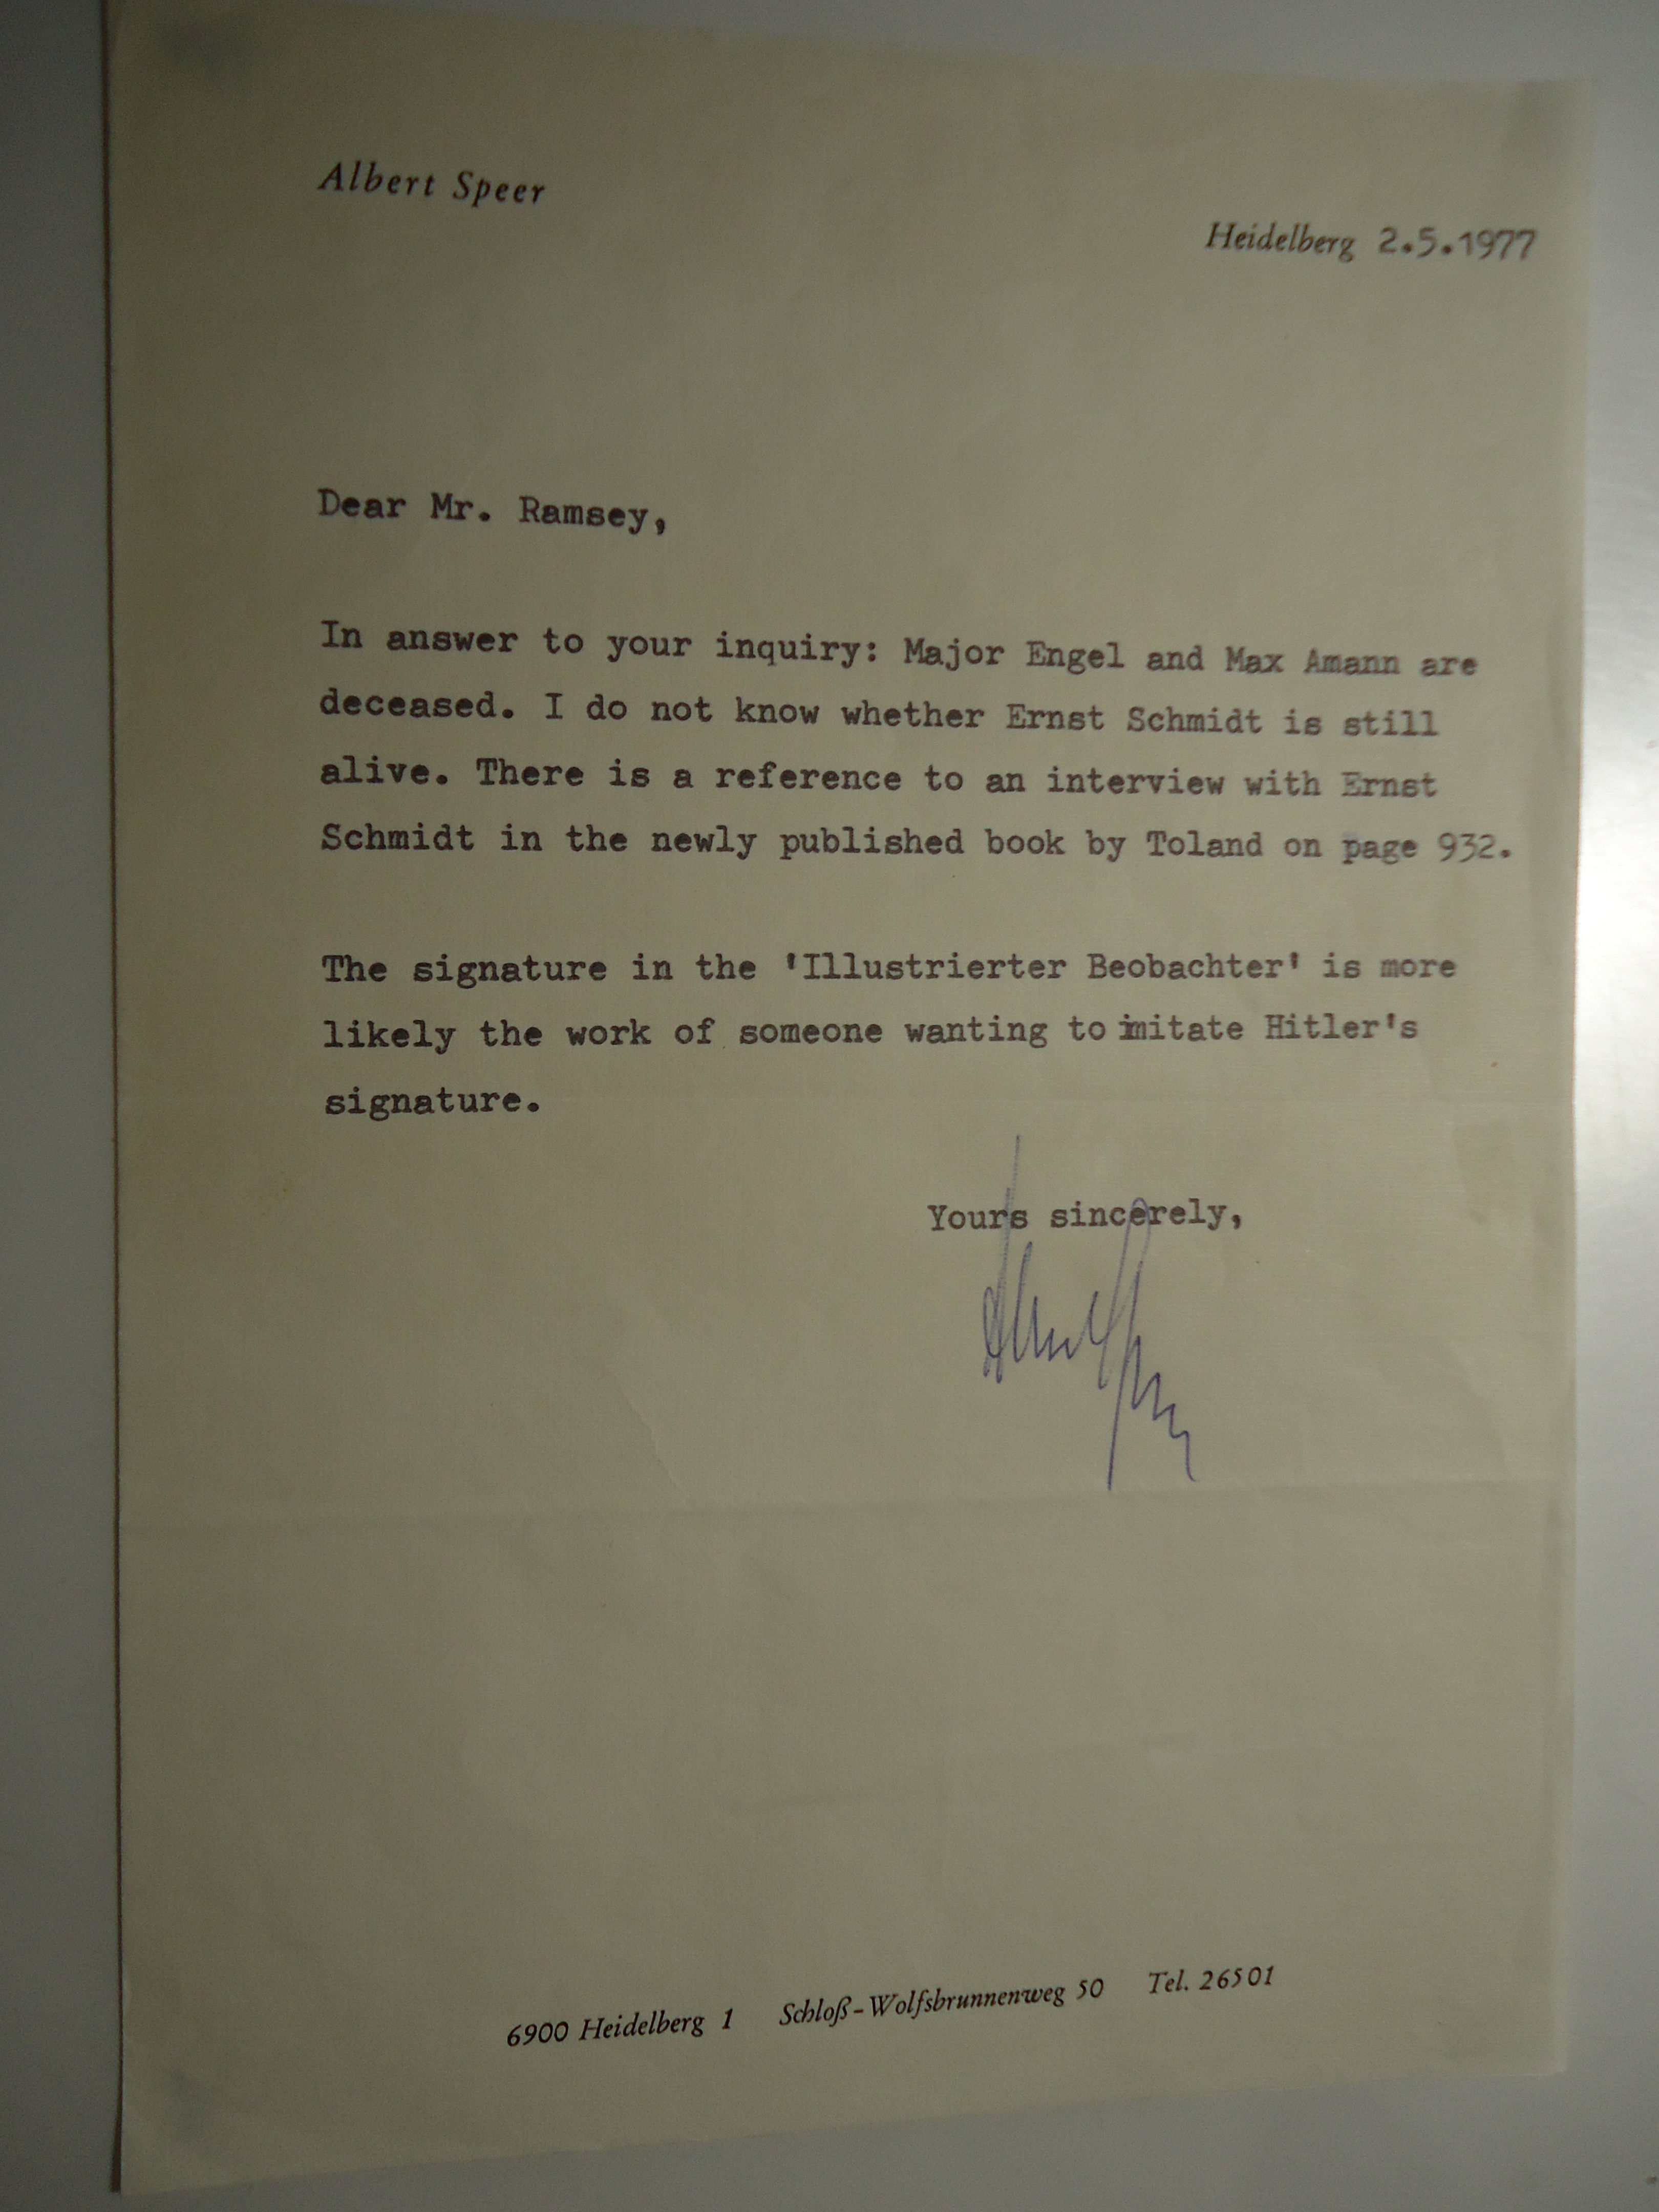 Albert Speer
Heidelberg 2.5.1977
Dear Mr. Ramsey,
In answer to your inquiry: Major Engel and Max Amann are
deceased. I do not know whether Ernst Schmidt is still
alive. There is a reference to an interview with Ernst
Schmidt in the newly published book by Toland on page 932.
The signature in the 'Illustrierter Beobachter' is more
likely the work of someone wanting to imitate Hitler's
signature.
Yours sincerely,
Albert Speer
6900 Heidelberg 1 Schloß-Wolfsbrunnenweg 50 Tel. 26501